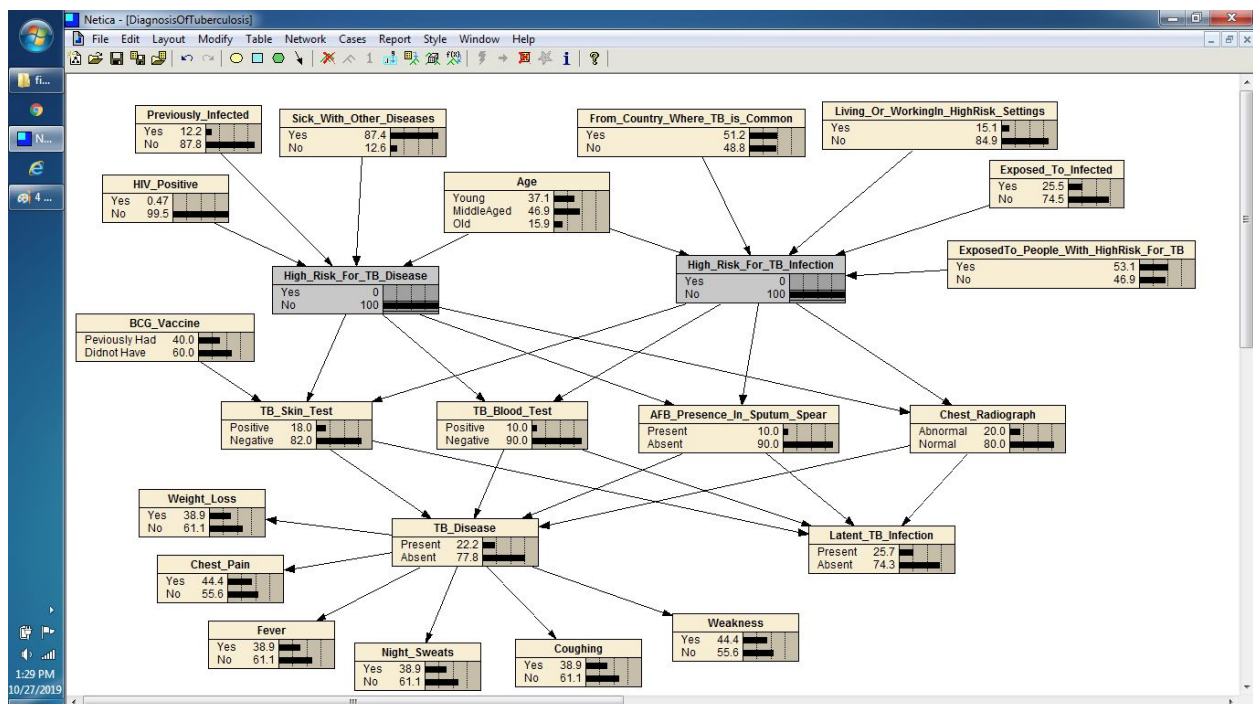 Netica - [DiagnosisOfTuberculosis]
File Edit Layout Modify Table Network Cases Report Style Window Help
fi...
N...
4 ...
1:29 PM
10/27/2019
Previously_Infected
Yes 12.2
No 87.8
Sick_With_Other_Diseases
Yes 87.4
No 12.6
From_Country_Where_TB_is_Common
Yes 51.2
No 48.8
Living_Or_WorkingIn_HighRisk_Settings
Yes 15.1
No 84.9
HIV_Positive
Yes 0.47
No 99.5
Age
Young 37.1
MiddleAged 46.9
Old 15.9
Exposed_To_Infected
Yes 25.5
No 74.5
High_Risk_For_TB_Disease
Yes 0
No 100
High_Risk_For_TB_Infection
Yes 0
No 100
ExposedTo_People_With_HighRisk_For_TB
Yes 53.1
No 46.9
BCG_Vaccine
Peviously Had 40.0
Didnot Have 60.0
TB_Skin_Test
Positive 18.0
Negative 82.0
TB_Blood_Test
Positive 10.0
Negative 90.0
AFB_Presence_In_Sputum_Spear
Present 10.0
Absent 90.0
Chest_Radiograph
Abnormal 20.0
Normal 80.0
Weight_Loss
Yes 38.9
No 61.1
TB_Disease
Present 22.2
Absent 77.8
Latent_TB_Infection
Present 25.7
Absent 74.3
Chest_Pain
Yes 44.4
No 55.6
Fever
Yes 38.9
No 61.1
Night_Sweats
Yes 38.9
No 61.1
Coughing
Yes 38.9
No 61.1
Weakness
Yes 44.4
No 55.6